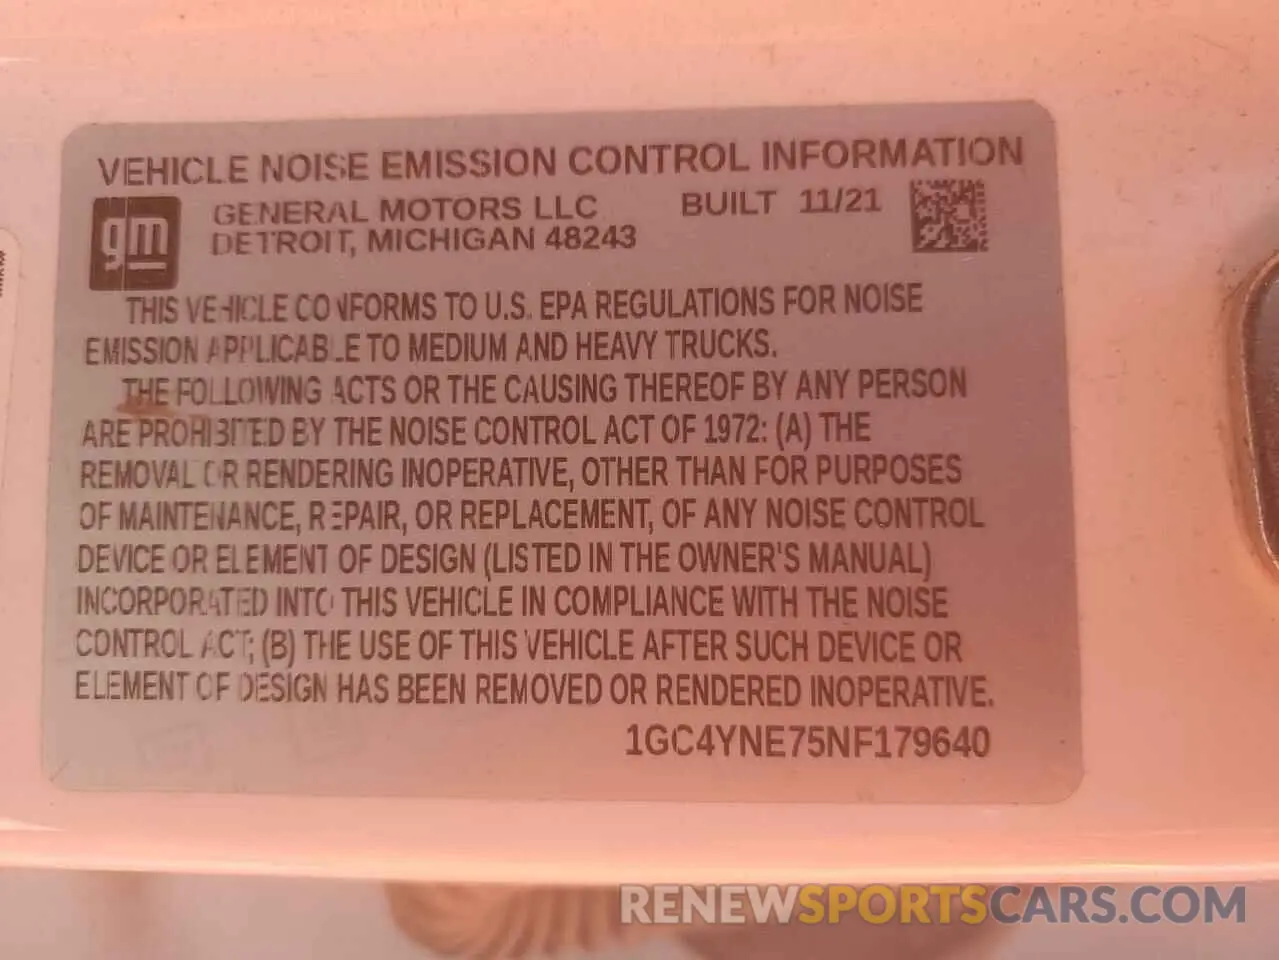 VEHICLE NOISE EMISSION CONTROL INFORMATION
gm
GENERAL MOTORS LLC BUILT 11/21
DETROIT, MICHIGAN 48243
THIS VEHICLE CONFORMS TO U.S. EPA REGULATIONS FOR NOISE
EMISSION APPLICABLE TO MEDIUM AND HEAVY TRUCKS.
THE FOLLOWING ACTS OR THE CAUSING THEREOF BY ANY PERSON
ARE PROHIBITED BY THE NOISE CONTROL ACT OF 1972: (A) THE
REMOVAL OR RENDERING INOPERATIVE, OTHER THAN FOR PURPOSES
OF MAINTENANCE, REPAIR, OR REPLACEMENT, OF ANY NOISE CONTROL
DEVICE OR ELEMENT OF DESIGN (LISTED IN THE OWNER'S MANUAL)
INCORPORATED INTO THIS VEHICLE IN COMPLIANCE WITH THE NOISE
CONTROL ACT; (B) THE USE OF THIS VEHICLE AFTER SUCH DEVICE OR
ELEMENT OF DESIGN HAS BEEN REMOVED OR RENDERED INOPERATIVE.
1GC4YNE75NF179640
RENEWSPORTSCARS.COM